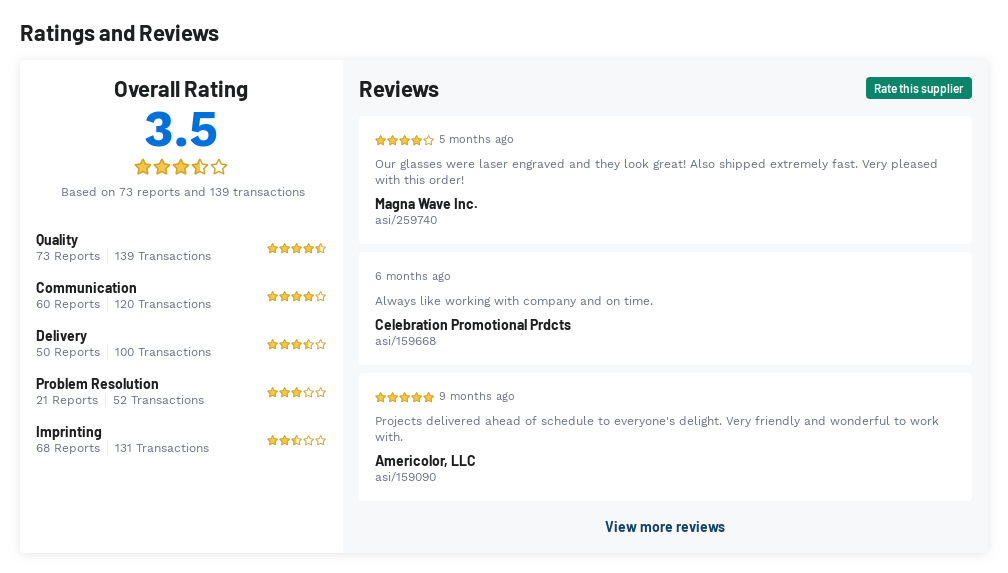 Ratings and Reviews
Overall Rating
3.5
Based on 73 reports and 139 transactions
Quality
73 Reports 139 Transactions
Communication
60 Reports 120 Transactions
Delivery
50 Reports 100 Transactions
Problem Resolution
21 Reports 52 Transactions
Imprinting
68 Reports 131 Transactions
Reviews
Rate this supplier
5 months ago
Our glasses were laser engraved and they look great! Also shipped extremely fast. Very pleased
with this order!
Magna Wave Inc.
asi/259740
6 months ago
Always like working with company and on time.
Celebration Promotional Prdcts
asi/159668
9 months ago
Projects delivered ahead of schedule to everyone's delight. Very friendly and wonderful to work
with.
Americolor, LLC
asi/159090
View more reviews